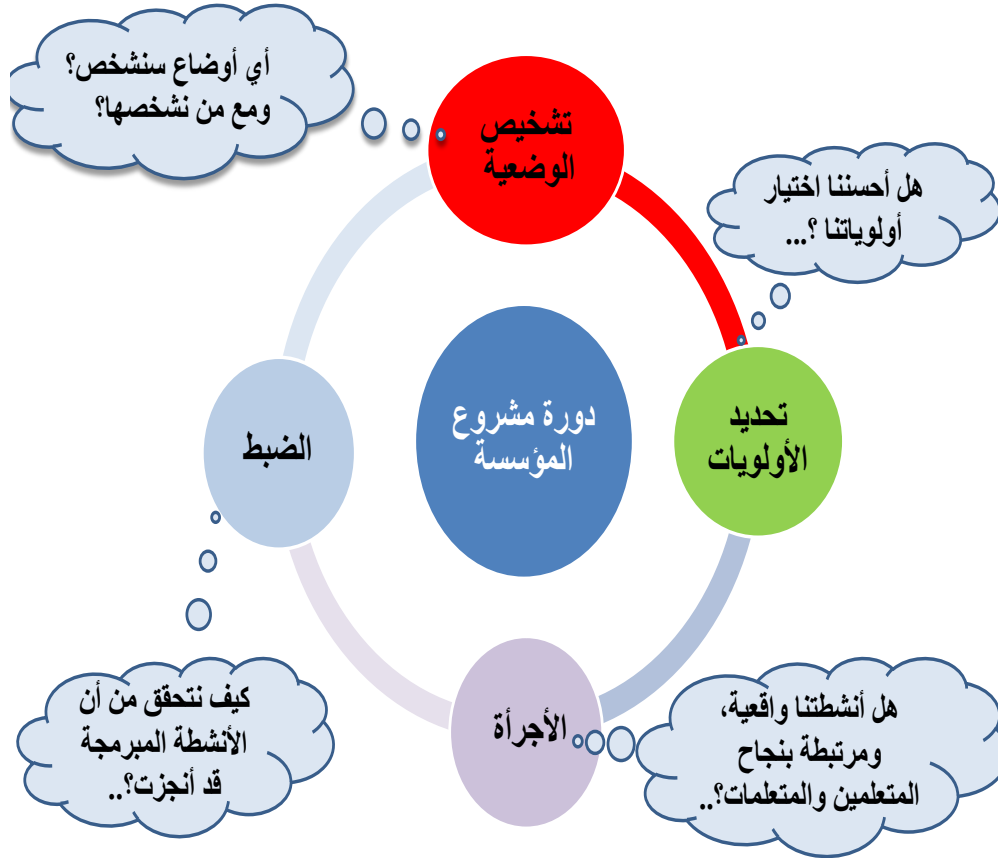 أي أوضاع سنشخص؟
ومع من نشخصها؟
تشخيص
الوضعية
هل أحسننا اختيار
أولوياتنا ؟...
تحديد
الأولويات
دورة مشروع
المؤسسة
الضبط
الأجرأة
هل أنشطتنا واقعية،
ومرتبطة بنجاح
المتعلمين والمتعلمات؟..
كيف نتحقق من أن
الأنشطة المبرمجة
قد أنجزت؟..